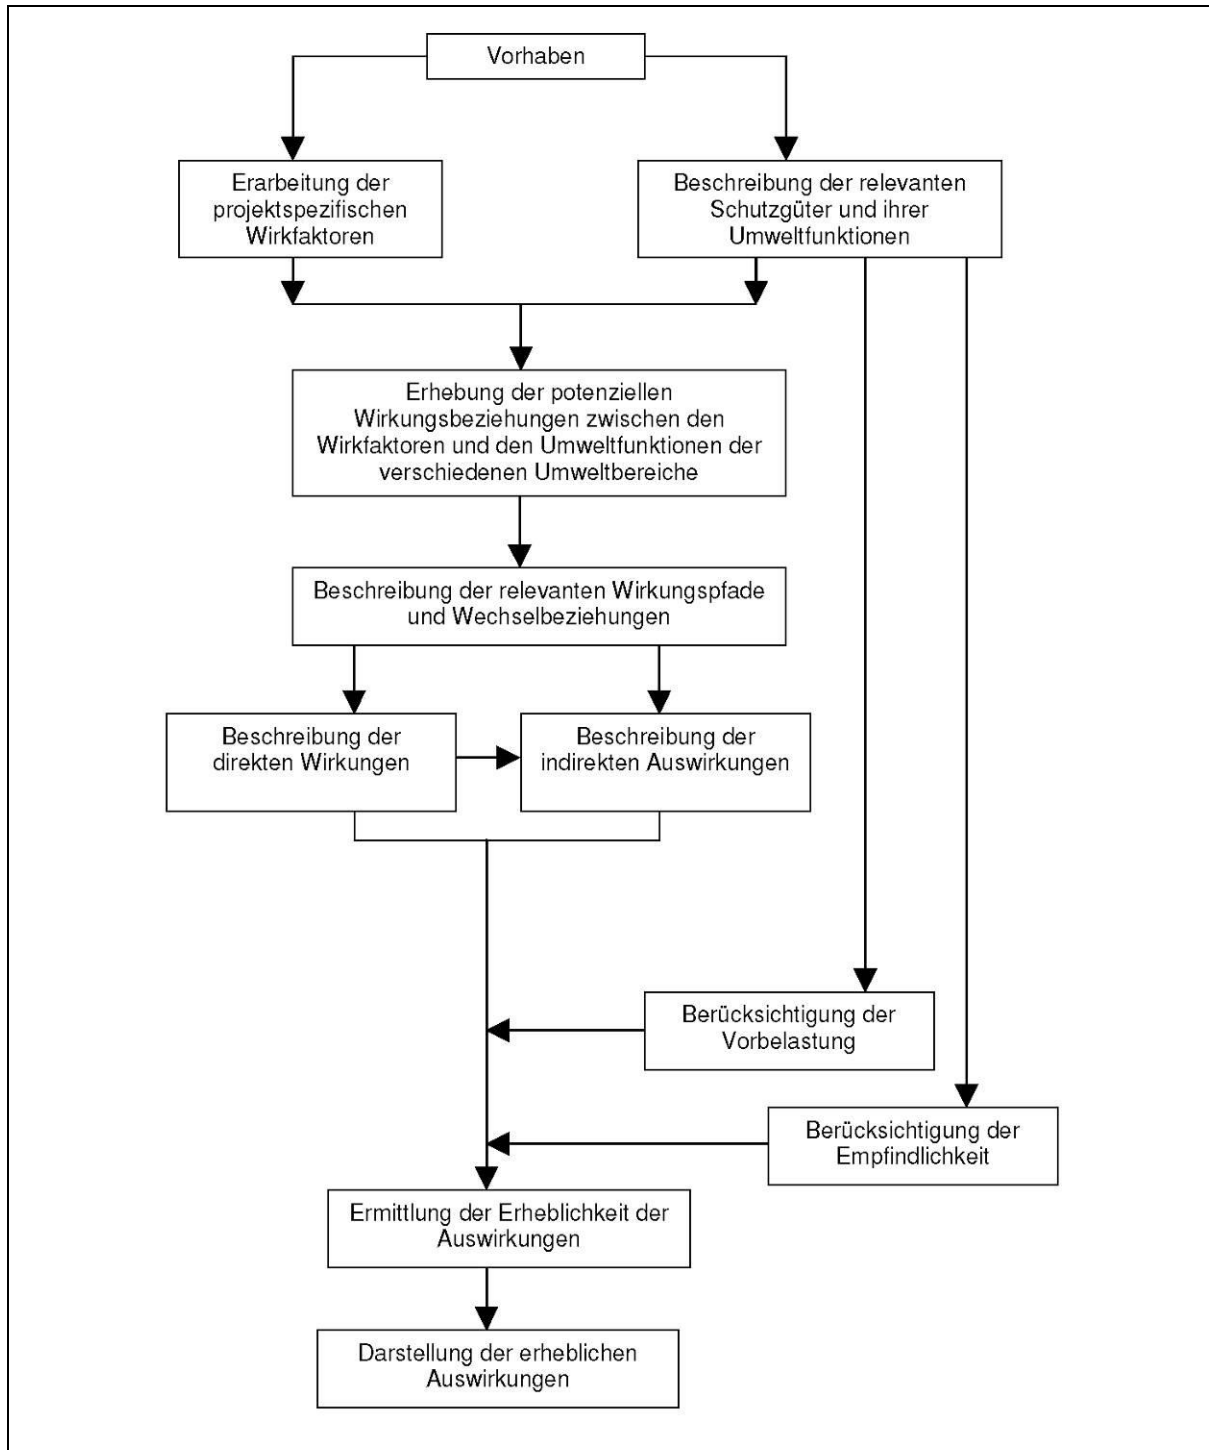 Vorhaben
Erarbeitung der
projektspezifischen
Wirkfaktoren
Beschreibung der relevanten
Schutzgüter und ihrer
Umweltfunktionen
Erhebung der potenziellen
Wirkungsbeziehungen zwischen den
Wirkfaktoren und den Umweltfunktionen der
verschiedenen Umweltbereiche
Beschreibung der relevanten Wirkungspfade
und Wechselbeziehungen
Beschreibung der
direkten Wirkungen
Beschreibung der
indirekten Auswirkungen
Berücksichtigung der
Vorbelastung
Berücksichtigung der
Empfindlichkeit
Ermittlung der Erheblichkeit der
Auswirkungen
Darstellung der erheblichen
Auswirkungen